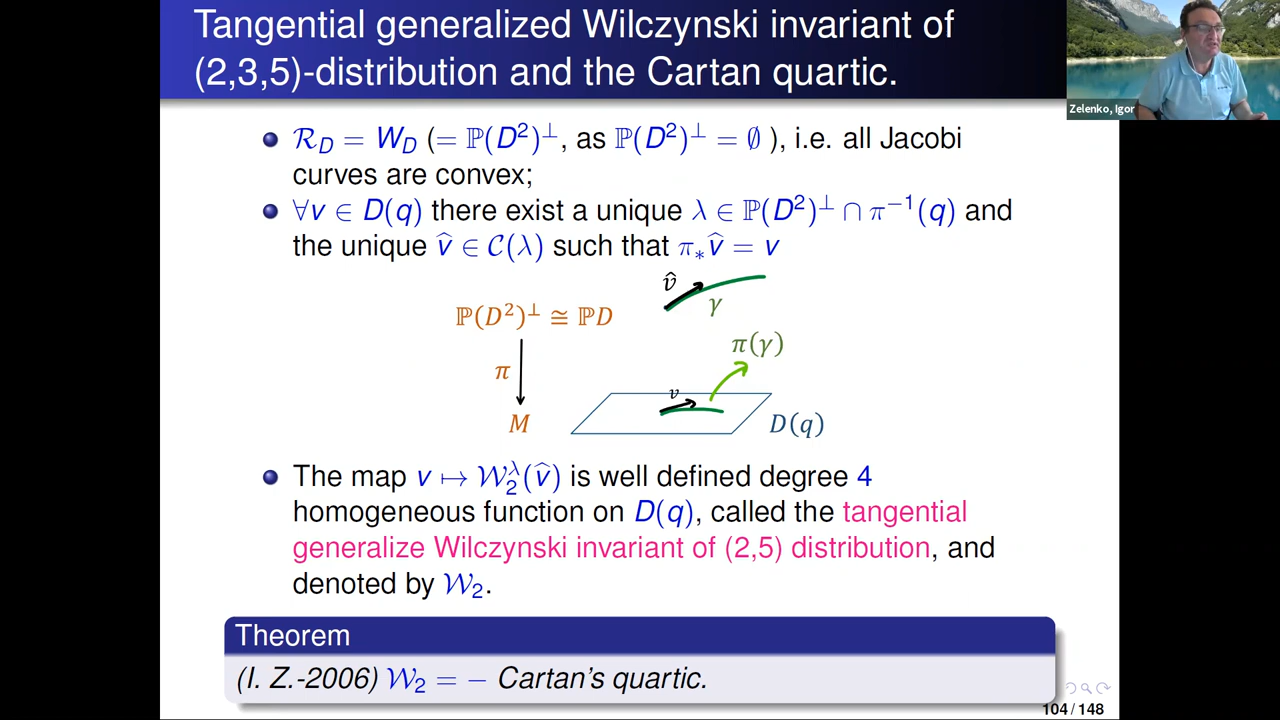 Tangential generalized Wilczynski invariant of
(2,3,5)-distribution and the Cartan quartic.
Zelenko, Igor
ℛ_D = W_D (= ℙ(D²)^⊥, as ℙ(D²)^⊥ = ∅ ), i.e. all Jacobi
curves are convex;
∀v ∈ D(q) there exist a unique λ ∈ ℙ(D²)^⊥ ∩ π⁻¹(q) and
the unique v̂ ∈ 𝒞(λ) such that π_* v̂ = v
v̂
γ
ℙ(D²)^⊥ ≅ ℙD
π(γ)
π
v
M
D(q)
The map v ↦ 𝒲₂^λ(v̂) is well defined degree 4
homogeneous function on D(q), called the tangential
generalize Wilczynski invariant of (2,5) distribution, and
denoted by 𝒲₂.
Theorem
(I. Z.-2006) 𝒲₂ = − Cartan's quartic.
104 / 148